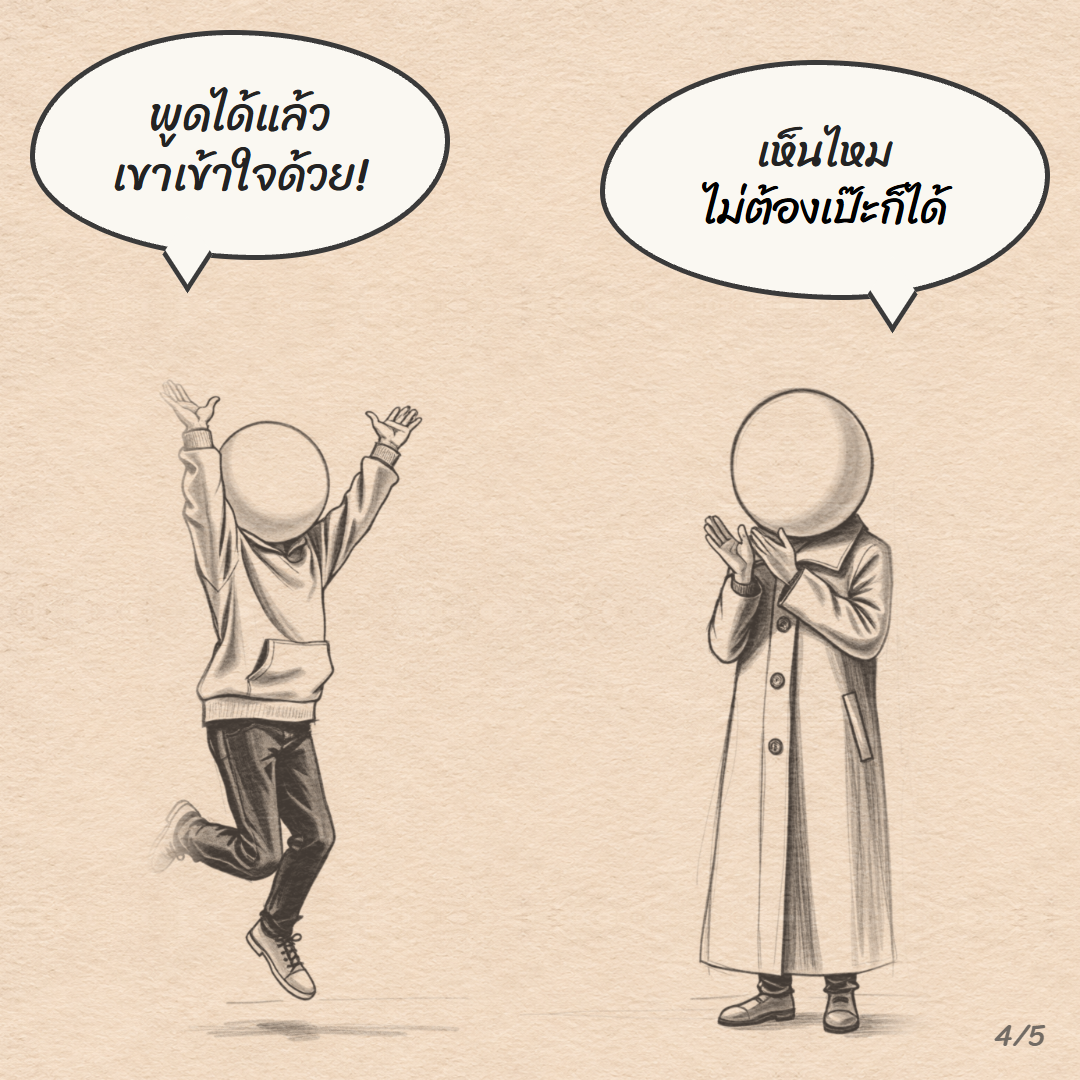 พูดได้แล้ว
เขาเข้าใจด้วย!
เห็นไหม
ไม่ต้องเป๊ะก็ได้
4/5